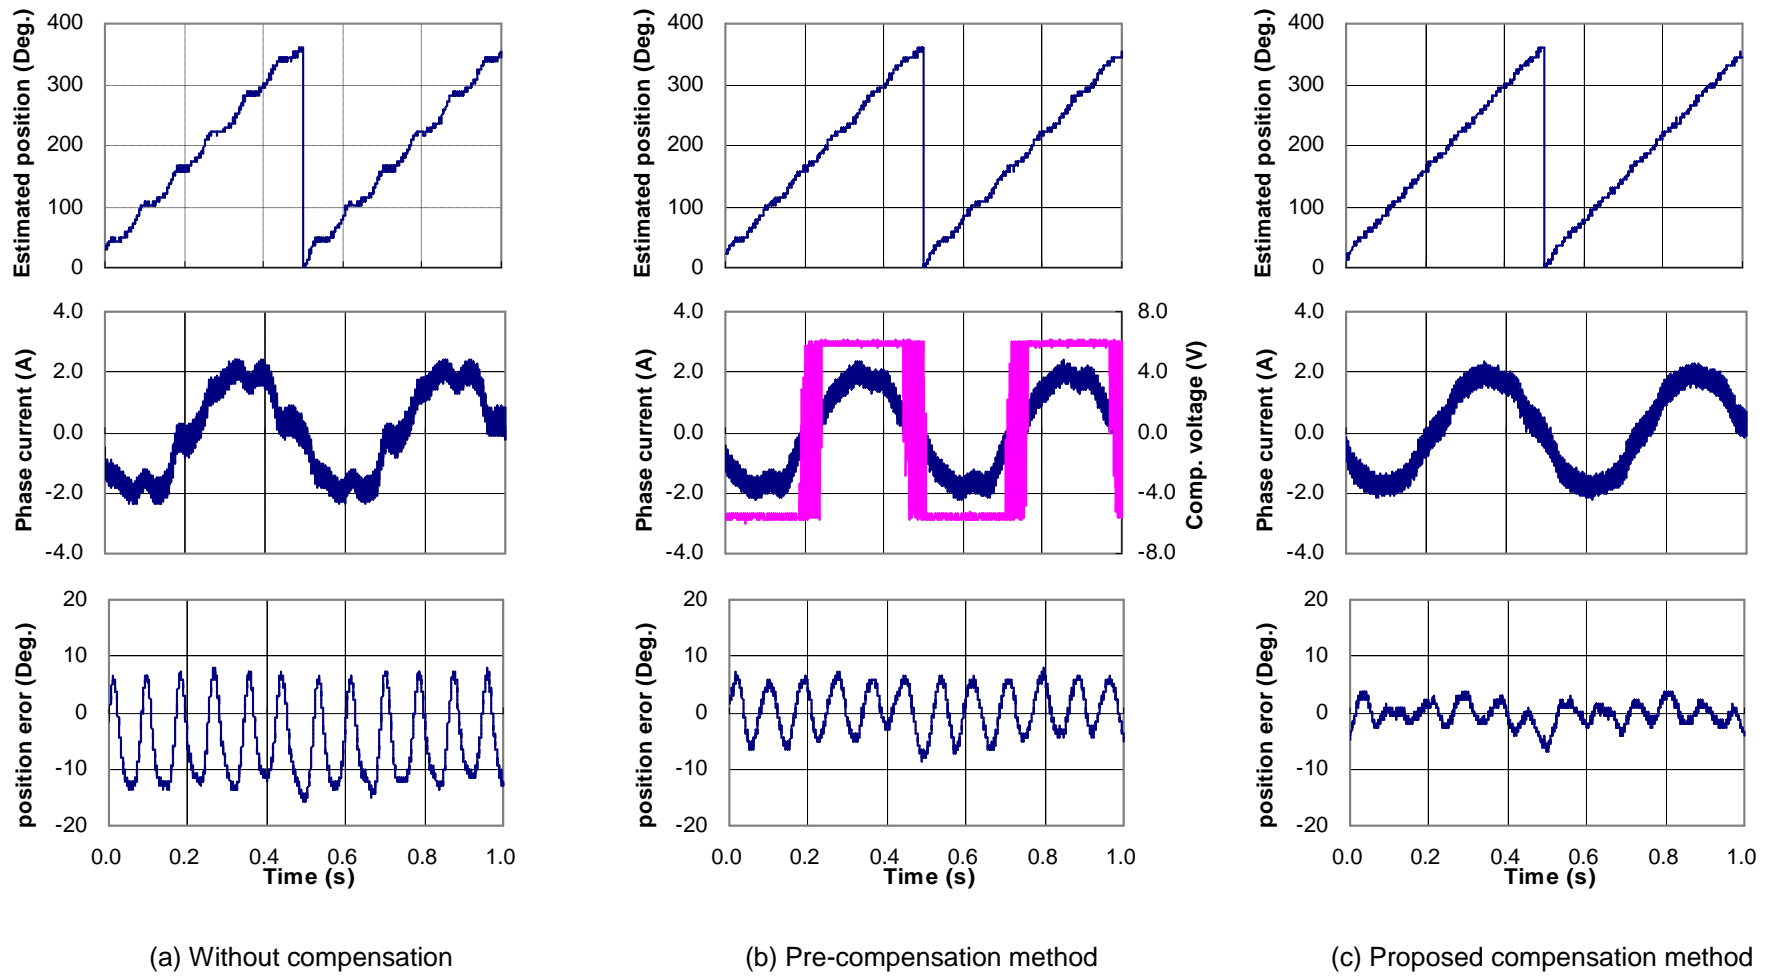 400
300
200
100
0
Estimated position (Deg.)
4.0
2.0
0.0
-2.0
-4.0
Phase current (A)
20
10
0
-10
-20
position eror (Deg.)
0.0 0.2 0.4 0.6 0.8 1.0
Time (s)
(a) Without compensation
400
300
200
100
0
Estimated position (Deg.)
4.0
2.0
0.0
-2.0
-4.0
Phase current (A)
8.0
4.0
0.0
-4.0
-8.0
Comp. voltage (V)
20
10
0
-10
-20
position error (Deg.)
0.0 0.2 0.4 0.6 0.8 1.0
Time (s)
(b) Pre-compensation method
400
300
200
100
0
Estimated position (Deg.)
4.0
2.0
0.0
-2.0
-4.0
Phase current (A)
20
10
0
-10
-20
position eror (Deg.)
0.0 0.2 0.4 0.6 0.8 1.0
Time (s)
(c) Proposed compensation method